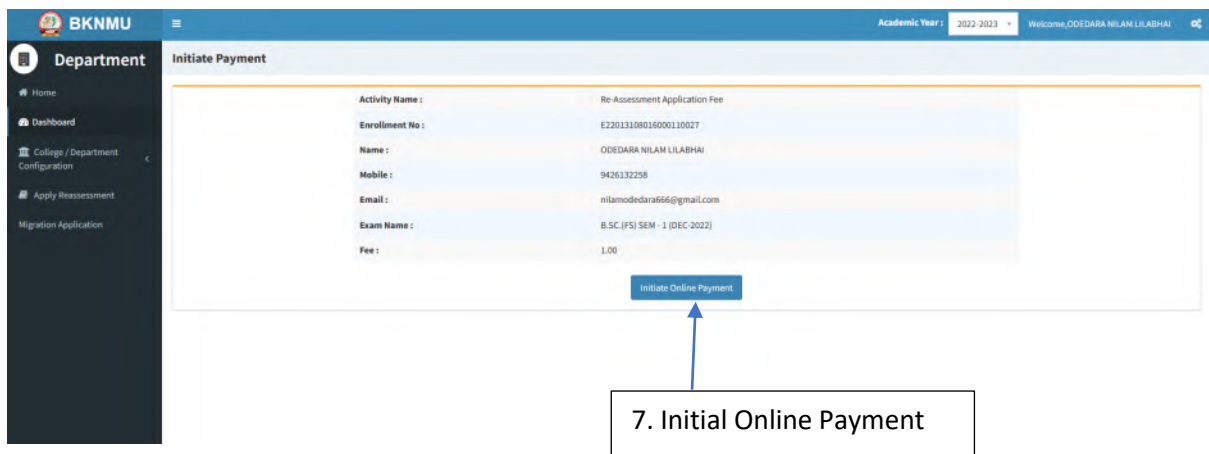 BKNMU
Academic Year : 2022-2023 Welcome,ODEDARA NILAM LILABHAI
Department
Initiate Payment
Home
Dashboard
College / Department
Configuration
Apply Reassessment
Migration Application
Activity Name : Re-Assessment Application Fee
Enrollment No : E22013108016000110027
Name : ODEDARA NILAM LILABHAI
Mobile : 9426132258
Email : nilamodedara666@gmail.com
Exam Name : B.SC.(FS) SEM - 1 (DEC-2022)
Fee : 1.00
Initiate Online Payment
7. Initial Online Payment